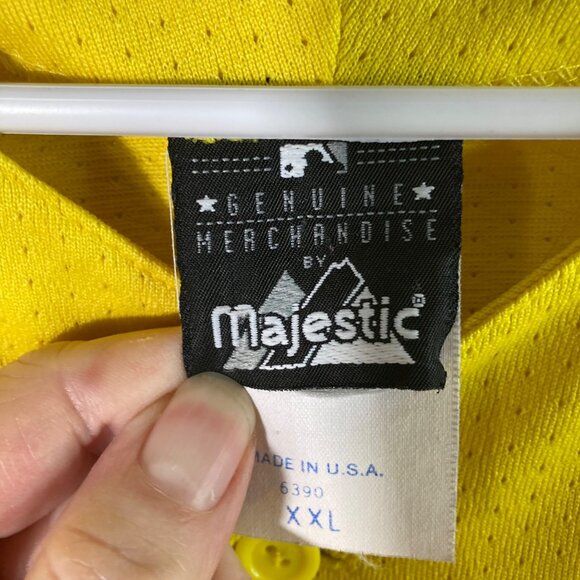 ★ GENUINE ★
MERCHANDISE
BY
Majestic®
MADE IN U.S.A.
6390
XXL